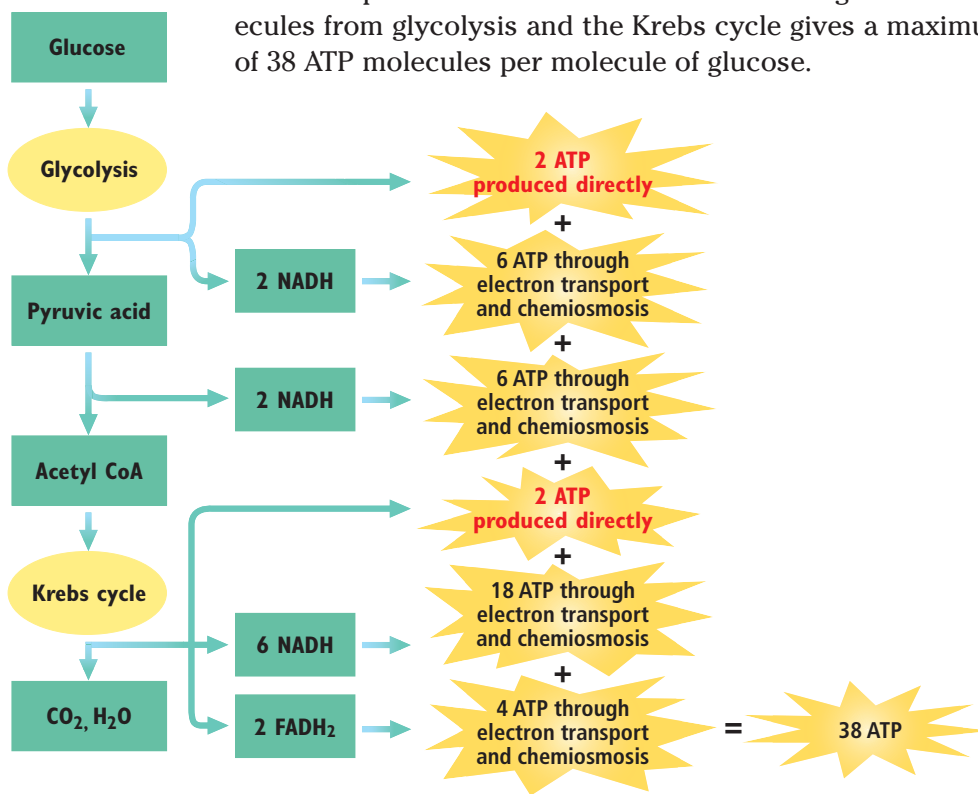 ecules from glycolysis and the Krebs cycle gives a maximu
of 38 ATP molecules per molecule of glucose.
Glucose
Glycolysis
2 ATP
produced directly
+
2 NADH
6 ATP through
electron transport
and chemiosmosis
Pyruvic acid
+
2 NADH
6 ATP through
electron transport
and chemiosmosis
Acetyl CoA
+
2 ATP
produced directly
+
Krebs cycle
6 NADH
18 ATP through
electron transport
and chemiosmosis
+
CO₂, H₂O
2 FADH₂
4 ATP through
electron transport
and chemiosmosis
=
38 ATP